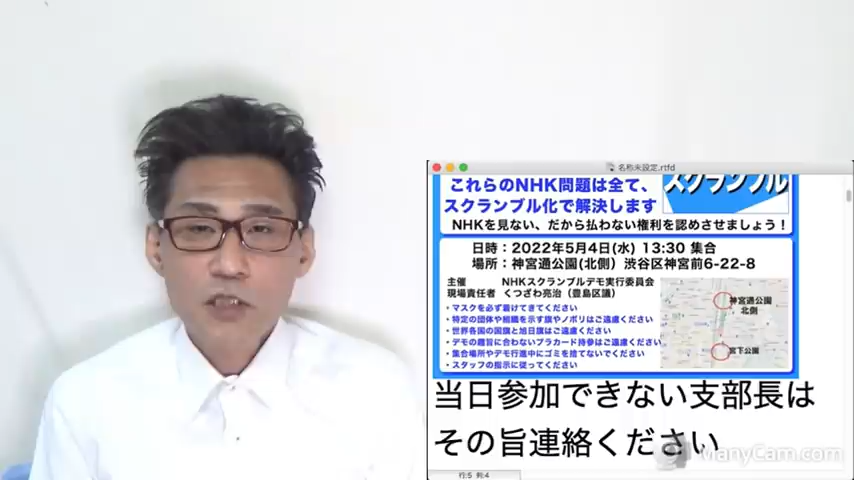 名称未設定.rtfd
これらのNHK問題は全て、
スクランブル化で解決します
スクランブル
NHKを見ない、だから払わない権利を認めさせましょう！
日時：2022年5月4日(水) 13:30 集合
場所：神宮通公園(北側) 渋谷区神宮前6-22-8
主催 NHKスクランブルデモ実行委員会
現場責任者 くつざわ亮治（豊島区議）
・マスクを必ず着けてきてください
・特定の団体や組織を示す旗やノボリはご遠慮ください
・世界各国の国旗と旭日旗はご遠慮ください
・デモの趣旨に合わないプラカード持参はご遠慮ください
・集合場所やデモ行進中にゴミを捨てないでください
・スタッフの指示に従ってください
神宮通公園
北側
宮下公園
当日参加できない支部長は
その旨連絡ください
ManyCam.com
行:5 列:4